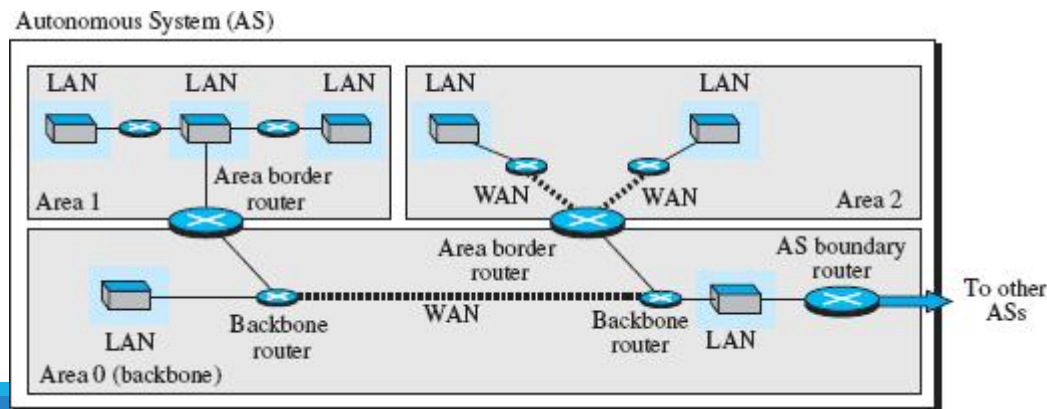 Autonomous System (AS)
LAN
LAN
LAN
Area border
router
Area 1
LAN
LAN
WAN
WAN
Area 2
Area border
router
AS boundary
router
To other
ASs
LAN
Backbone
router
WAN
Backbone
router
LAN
Area 0 (backbone)